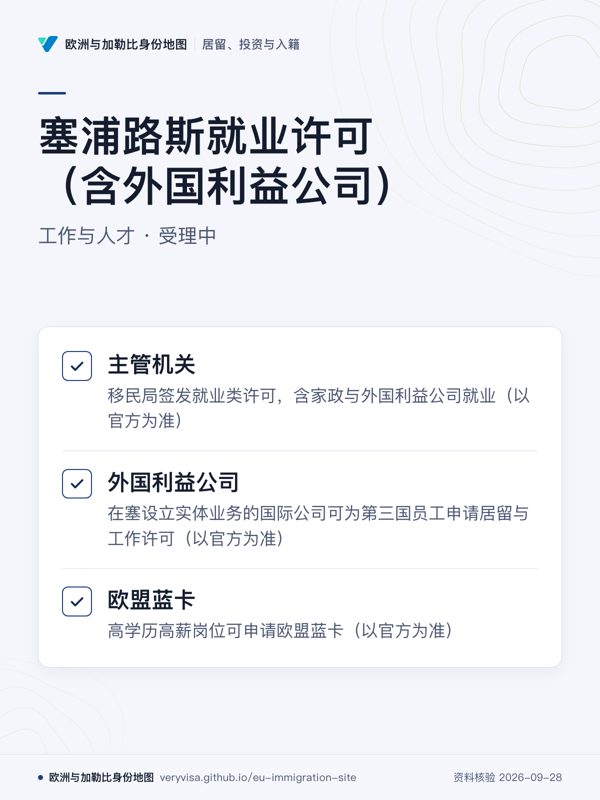 欧洲与加勒比身份地图 居留、投资与入籍
塞浦路斯就业许可
（含外国利益公司）
工作与人才 · 受理中
主管机关
移民局签发就业类许可，含家政与外国利益公司就业（以
官方为准）
外国利益公司
在塞设立实体业务的国际公司可为第三国员工申请居留与
工作许可（以官方为准）
欧盟蓝卡
高学历高薪岗位可申请欧盟蓝卡（以官方为准）
欧洲与加勒比身份地图 veryvisa.github.io/eu-immigration-site 资料核验 2026-09-28